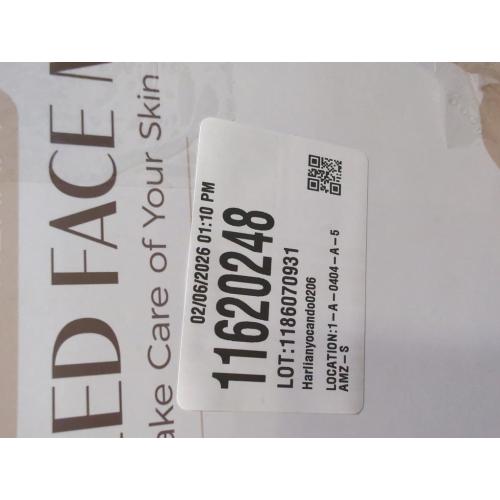 LED FACE M
ake Care of Your Skin
02/06/2026 01:10 PM
11620248
LOT:1186070931
Harlianyocando0206
LOCATION:1-A-0404-A-5
AMZ-S